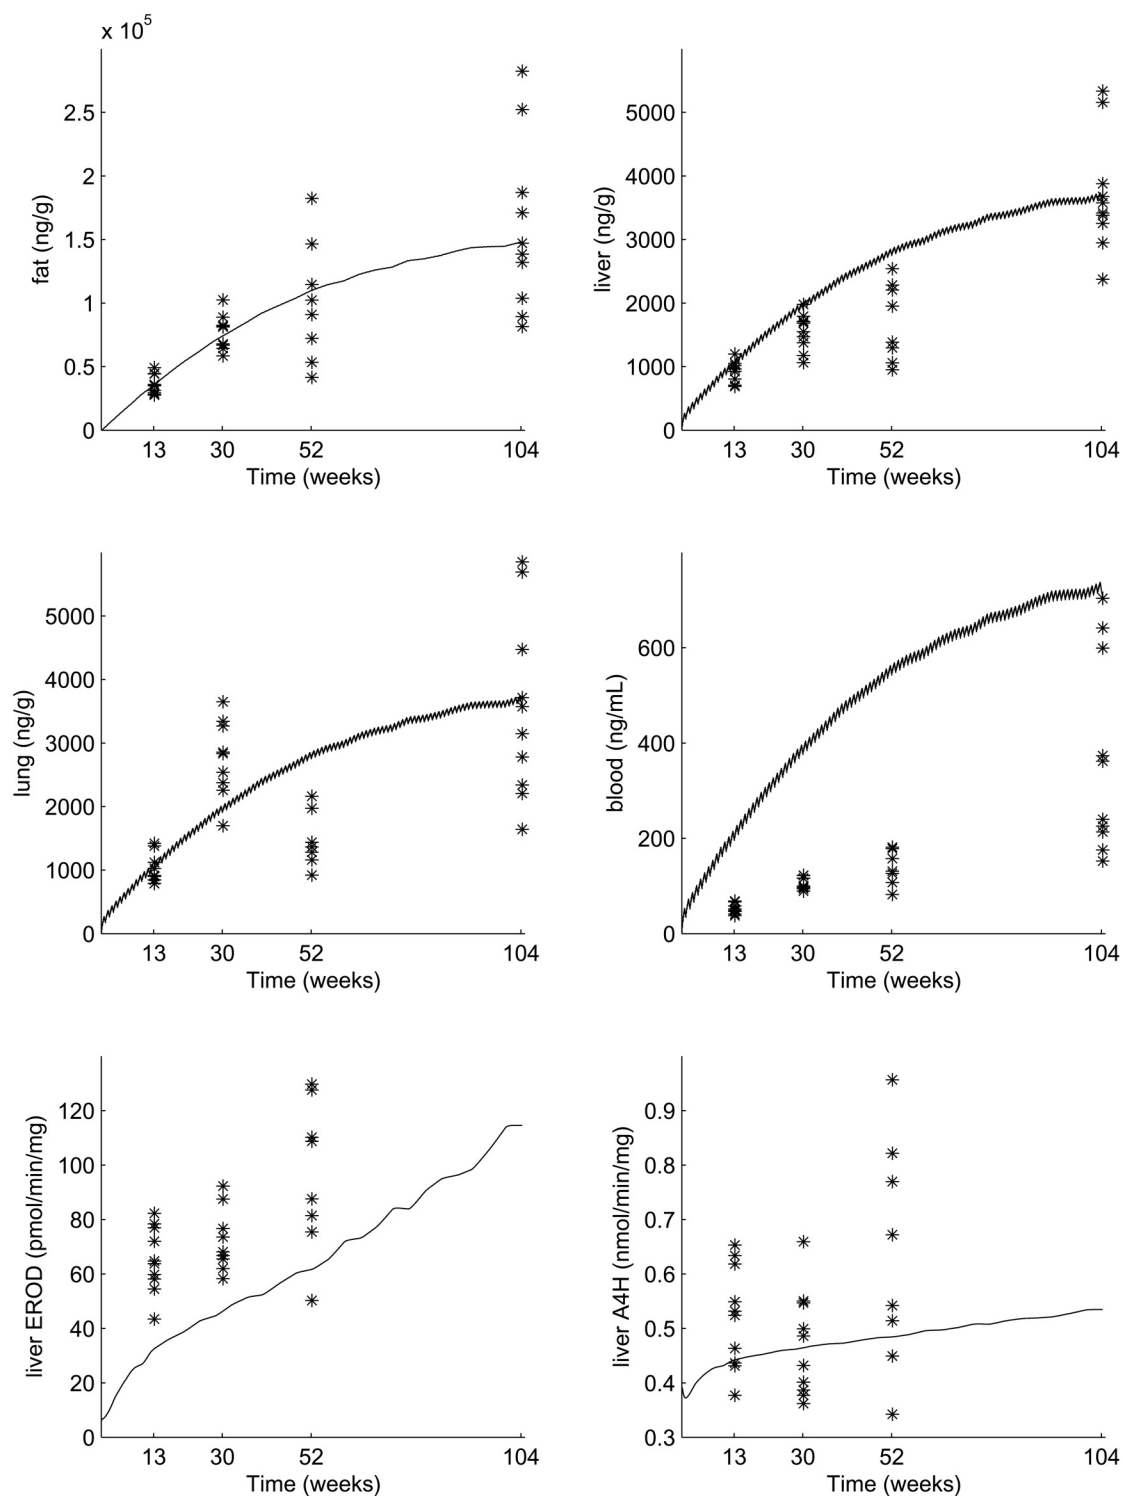 x 10^5
2.5
2
1.5
1
0.5
0
fat (ng/g)
13 30 52 104
Time (weeks)
5000
4000
3000
2000
1000
0
liver (ng/g)
13 30 52 104
Time (weeks)
5000
4000
3000
2000
1000
0
lung (ng/g)
13 30 52 104
Time (weeks)
600
400
200
0
blood (ng/mL)
13 30 52 104
Time (weeks)
120
100
80
60
40
20
0
liver EROD (pmol/min/mg)
13 30 52 104
Time (weeks)
0.9
0.8
0.7
0.6
0.5
0.4
0.3
liver A4H (nmol/min/mg)
13 30 52 104
Time (weeks)